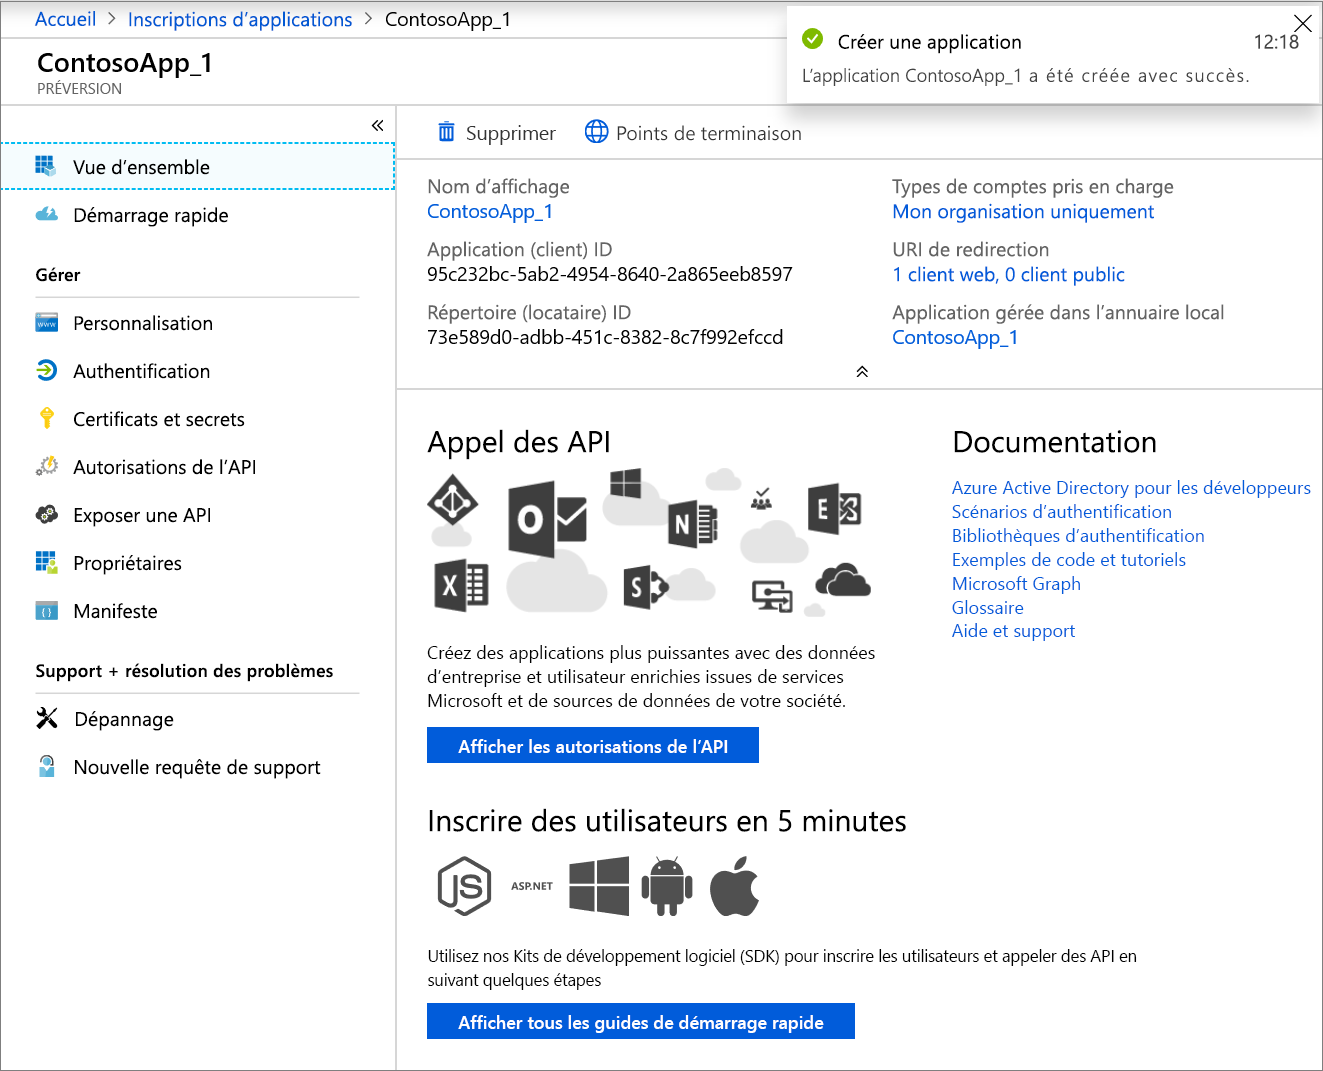 Accueil > Inscriptions d’applications > ContosoApp_1
Créer une application 12:18
L’application ContosoApp_1 a été créée avec succès.
ContosoApp_1
PRÉVERSION
Supprimer Points de terminaison
Vue d’ensemble
Démarrage rapide
Gérer
Personnalisation
Authentification
Certificats et secrets
Autorisations de l’API
Exposer une API
Propriétaires
Manifeste
Support + résolution des problèmes
Dépannage
Nouvelle requête de support
Nom d’affichage
ContosoApp_1
Application (client) ID
95c232bc-5ab2-4954-8640-2a865eeb8597
Répertoire (locataire) ID
73e589d0-adbb-451c-8382-8c7f992efccd
Types de comptes pris en charge
Mon organisation uniquement
URI de redirection
1 client web, 0 client public
Application gérée dans l’annuaire local
ContosoApp_1
Appel des API
Créez des applications plus puissantes avec des données
d’entreprise et utilisateur enrichies issues de services
Microsoft et de sources de données de votre société.
Afficher les autorisations de l’API
Documentation
Azure Active Directory pour les développeurs
Scénarios d’authentification
Bibliothèques d’authentification
Exemples de code et tutoriels
Microsoft Graph
Glossaire
Aide et support
Inscrire des utilisateurs en 5 minutes
JS ASP.NET
Utilisez nos Kits de développement logiciel (SDK) pour inscrire les utilisateurs et appeler des API en
suivant quelques étapes
Afficher tous les guides de démarrage rapide